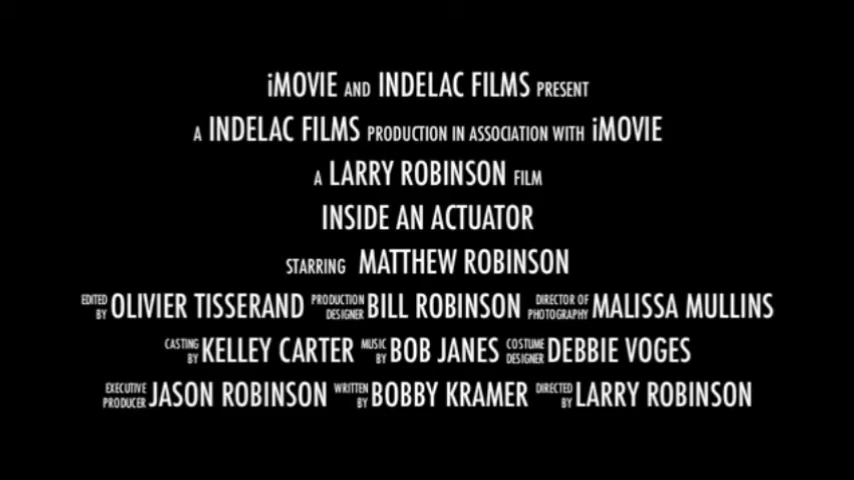 iMOVIE AND INDELAC FILMS PRESENT
A INDELAC FILMS PRODUCTION IN ASSOCIATION WITH iMOVIE
A LARRY ROBINSON FILM
INSIDE AN ACTUATOR
STARRING MATTHEW ROBINSON
EDITED BY OLIVIER TISSERAND PRODUCTION DESIGNER BILL ROBINSON DIRECTOR OF PHOTOGRAPHY MALISSA MULLINS
CASTING BY KELLEY CARTER MUSIC BY BOB JANES COSTUME DESIGNER DEBBIE VOGES
EXECUTIVE PRODUCER JASON ROBINSON WRITTEN BY BOBBY KRAMER DIRECTED BY LARRY ROBINSON